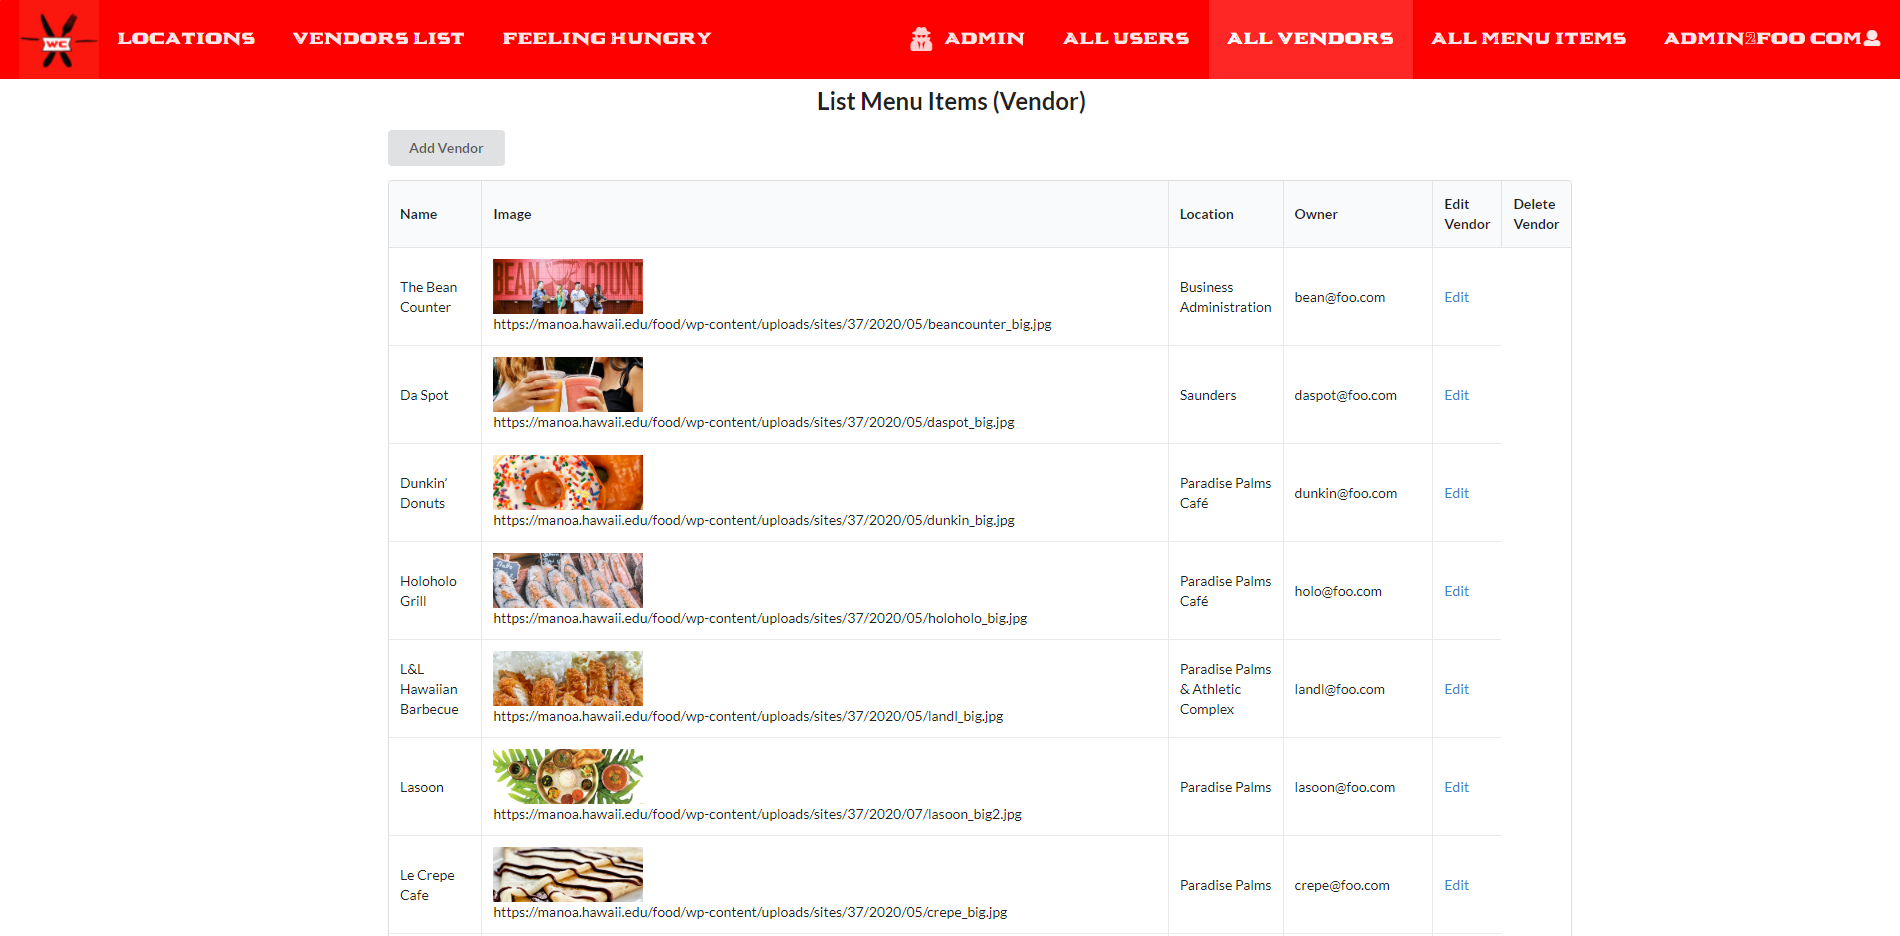 WC
LOCATIONS
VENDORS LIST
FEELING HUNGRY
ADMIN
ALL USERS
ALL VENDORS
ALL MENU ITEMS
ADMIN2FOO COM
List Menu Items (Vendor)
Add Vendor
Name
Image
Location
Owner
Edit
Vendor
Delete
Vendor
The Bean
Counter
BEAN COUNT
https://manoa.hawaii.edu/food/wp-content/uploads/sites/37/2020/05/beancounter_big.jpg
Business
Administration
bean@foo.com
Edit
Da Spot
https://manoa.hawaii.edu/food/wp-content/uploads/sites/37/2020/05/daspot_big.jpg
Saunders
daspot@foo.com
Edit
Dunkin’
Donuts
https://manoa.hawaii.edu/food/wp-content/uploads/sites/37/2020/05/dunkin_big.jpg
Paradise Palms
Café
dunkin@foo.com
Edit
Holoholo
Grill
https://manoa.hawaii.edu/food/wp-content/uploads/sites/37/2020/05/holoholo_big.jpg
Paradise Palms
Café
holo@foo.com
Edit
L&L
Hawaiian
Barbecue
https://manoa.hawaii.edu/food/wp-content/uploads/sites/37/2020/05/landl_big.jpg
Paradise Palms
& Athletic
Complex
landl@foo.com
Edit
Lasoon
https://manoa.hawaii.edu/food/wp-content/uploads/sites/37/2020/07/lasoon_big2.jpg
Paradise Palms
lasoon@foo.com
Edit
Le Crepe
Cafe
https://manoa.hawaii.edu/food/wp-content/uploads/sites/37/2020/05/crepe_big.jpg
Paradise Palms
crepe@foo.com
Edit